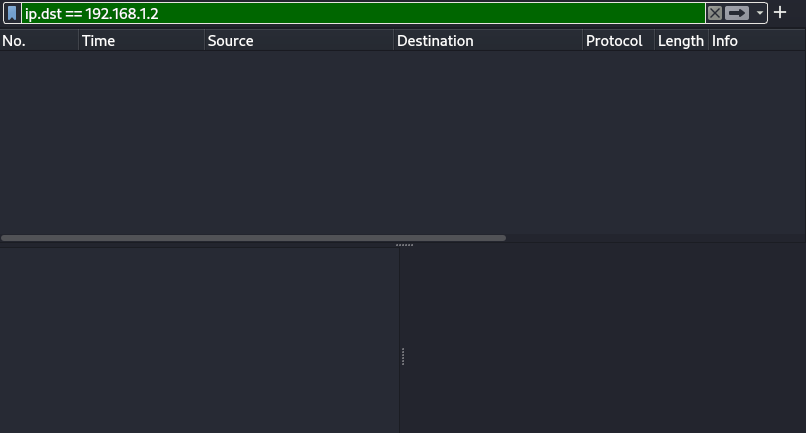 ip.dst == 192.168.1.2
No. Time Source Destination Protocol Length Info